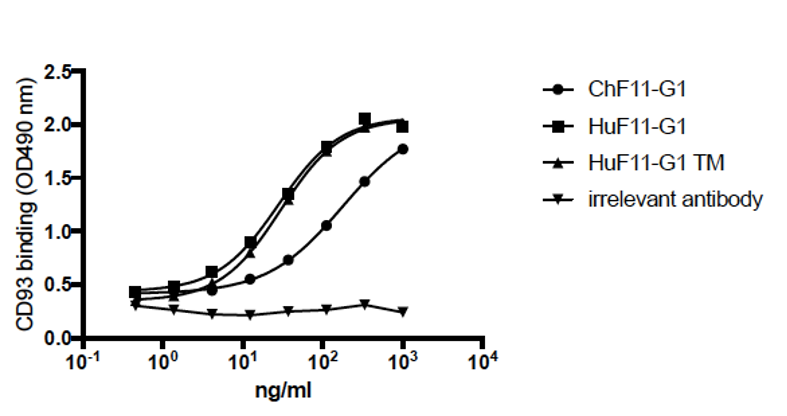 2.5
2.0
1.5
1.0
0.5
0.0
CD93 binding (OD490 nm)
10⁻¹ 10⁰ 10¹ 10² 10³ 10⁴
ng/ml
ChF11-G1
HuF11-G1
HuF11-G1 TM
irrelevant antibody